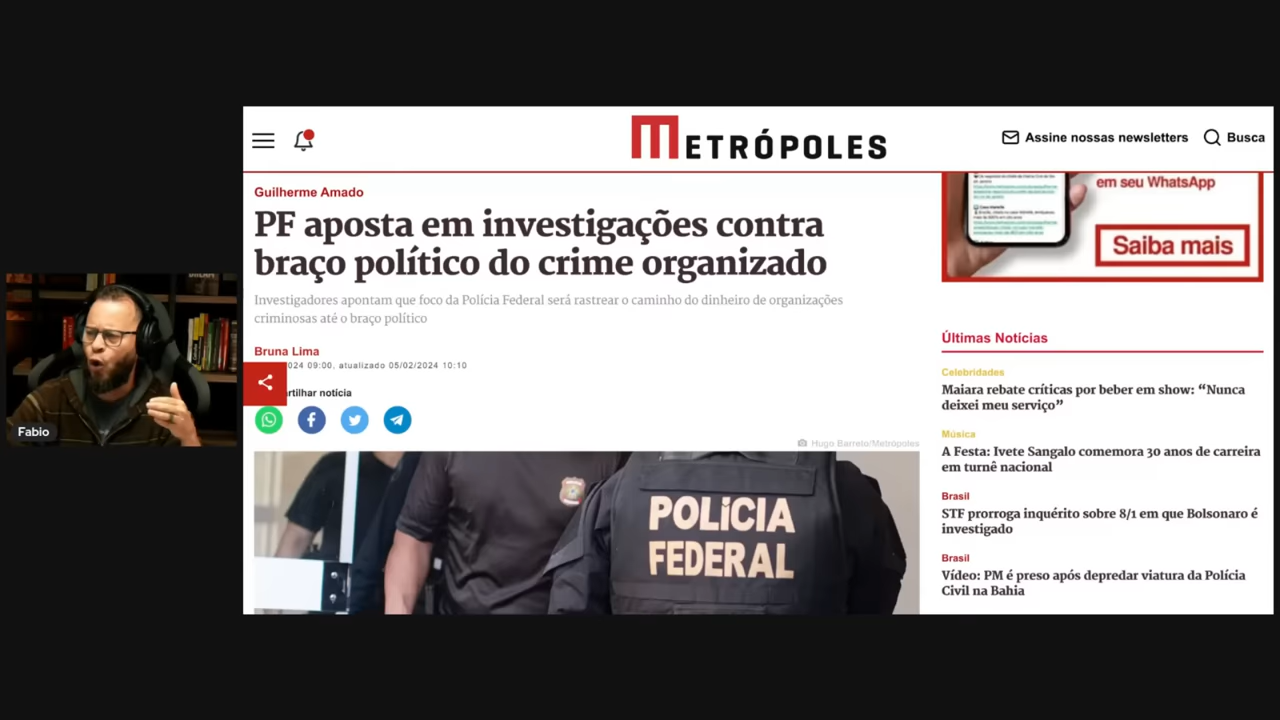 METRÓPOLES
Assine nossas newsletters
Busca
Guilherme Amado
PF aposta em investigações contra
braço político do crime organizado
Investigadores apontam que foco da Polícia Federal será rastrear o caminho do dinheiro de organizações
criminosas até o braço político
Bruna Lima
024 09:00, atualizado 05/02/2024 10:10
artilhar notícia
Hugo Barreto/Metrópoles
POLÍCIA
FEDERAL
em seu WhatsApp
Saiba mais
Últimas Notícias
Celebridades
Maiara rebate críticas por beber em show: “Nunca
deixei meu serviço”
Música
A Festa: Ivete Sangalo comemora 30 anos de carreira
em turnê nacional
Brasil
STF prorroga inquérito sobre 8/1 em que Bolsonaro é
investigado
Brasil
Vídeo: PM é preso após depredar viatura da Polícia
Civil na Bahia
Fabio